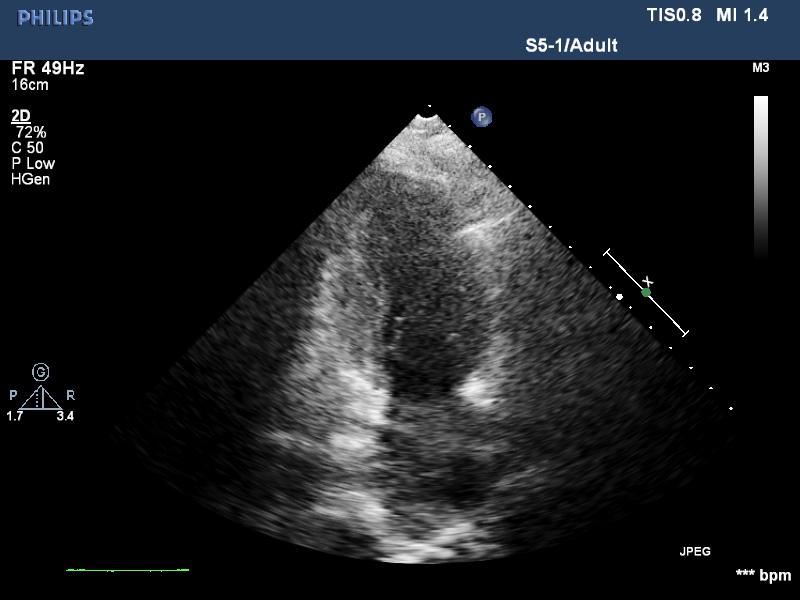 PHILIPS
TIS0.8 MI 1.4
S5-1/Adult
FR 49Hz
16cm
M3
2D
72%
C 50
P Low
HGen
P
G
P R
1.7 3.4
JPEG
*** bpm